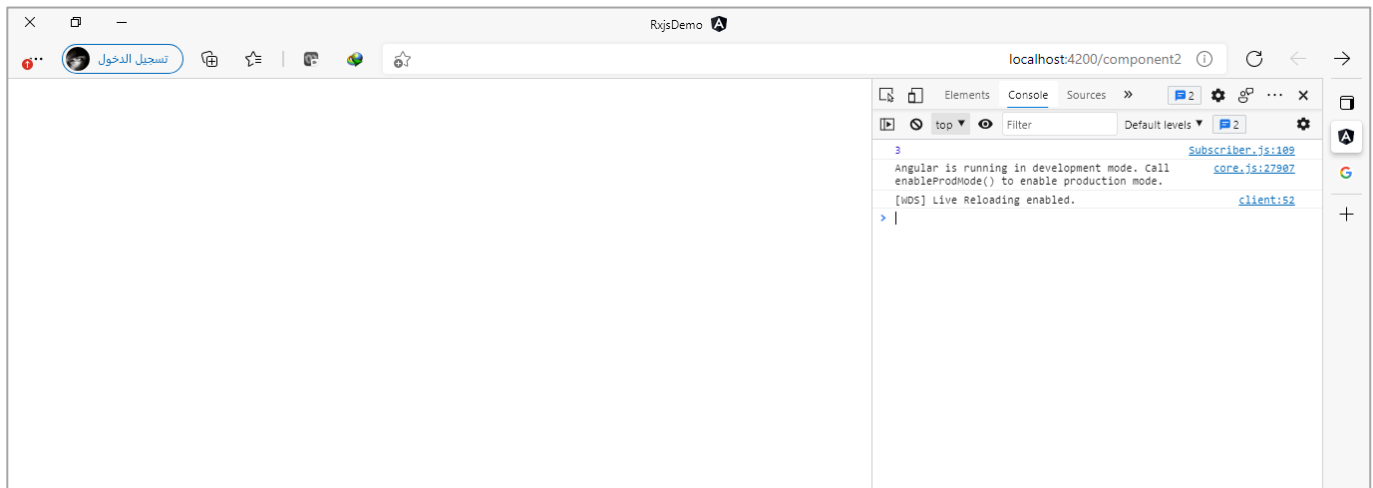 RxjsDemo
تسجيل الدخول
localhost:4200/component2
Elements Console Sources » 2
top Filter Default levels 2
3 Subscriber.js:109
Angular is running in development mode. Call core.js:27907
enableProdMode() to enable production mode.
[WDS] Live Reloading enabled. client:52
>